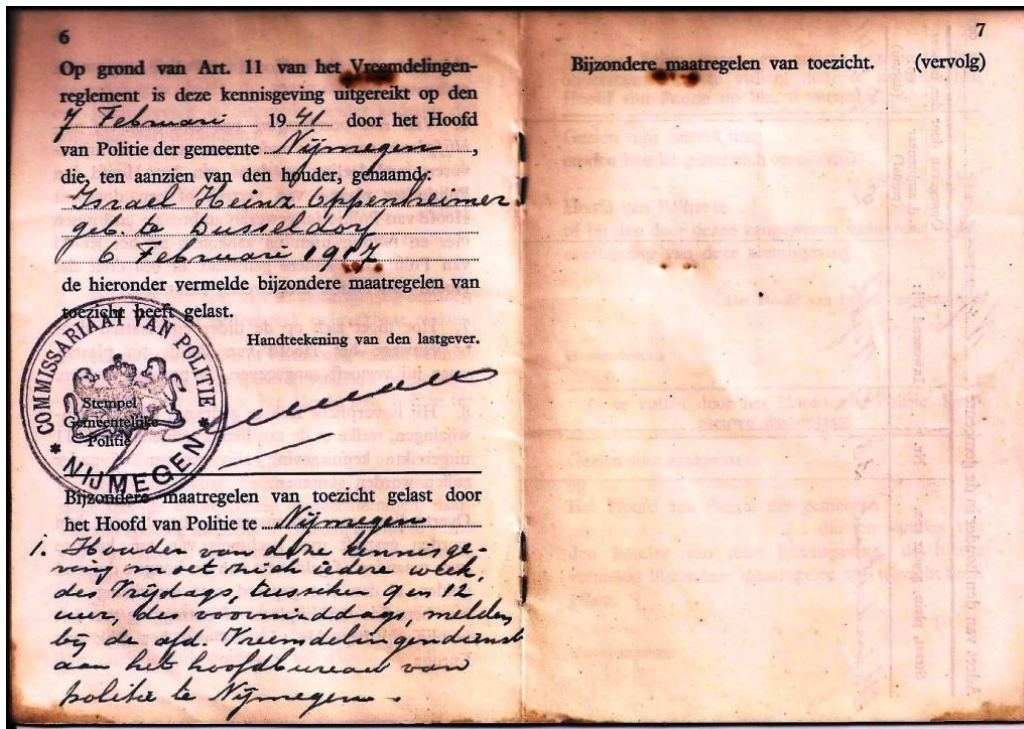 6
Op grond van Art. 11 van het Vreemdelingen-
reglement is deze kennisgeving uitgereikt op den
7 Februari 1941 door het Hoofd
van Politie der gemeente Nijmegen,
die, ten aanzien van den houder, genaamd:
Israel Heinz Oppenheimer
geb. te Dusseldorf
6 Februari 1917
de hieronder vermelde bijzondere maatregelen van
toezicht heeft gelast.
Handteekening van den lastgever.
COMMISSARIAAT VAN POLITIE
* NIJMEGEN *
Stempel
Gemeentelijke
Politie
Bijzondere maatregelen van toezicht gelast door
het Hoofd van Politie te Nijmegen
1. Houder van deze kennisge-
ving moet zich iedere week,
des Vrijdags, tusschen 9 en 12
uur, des voormiddags, melden
bij de afd. Vreemdelingendienst
aan het hoofdbureau van
politie te Nijmegen.
7
Bijzondere maatregelen van toezicht. (vervolg)